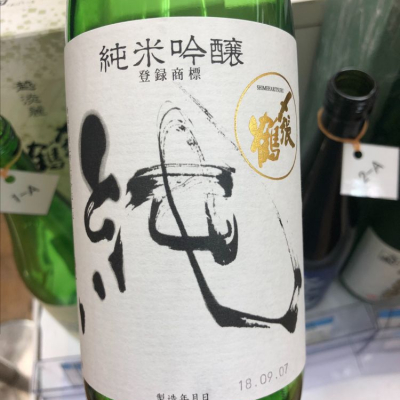 純米吟醸
登録商標
SHIMEHARITSURU
〆張
鶴
純
製造年月日
18.09.07
1-A
2-A